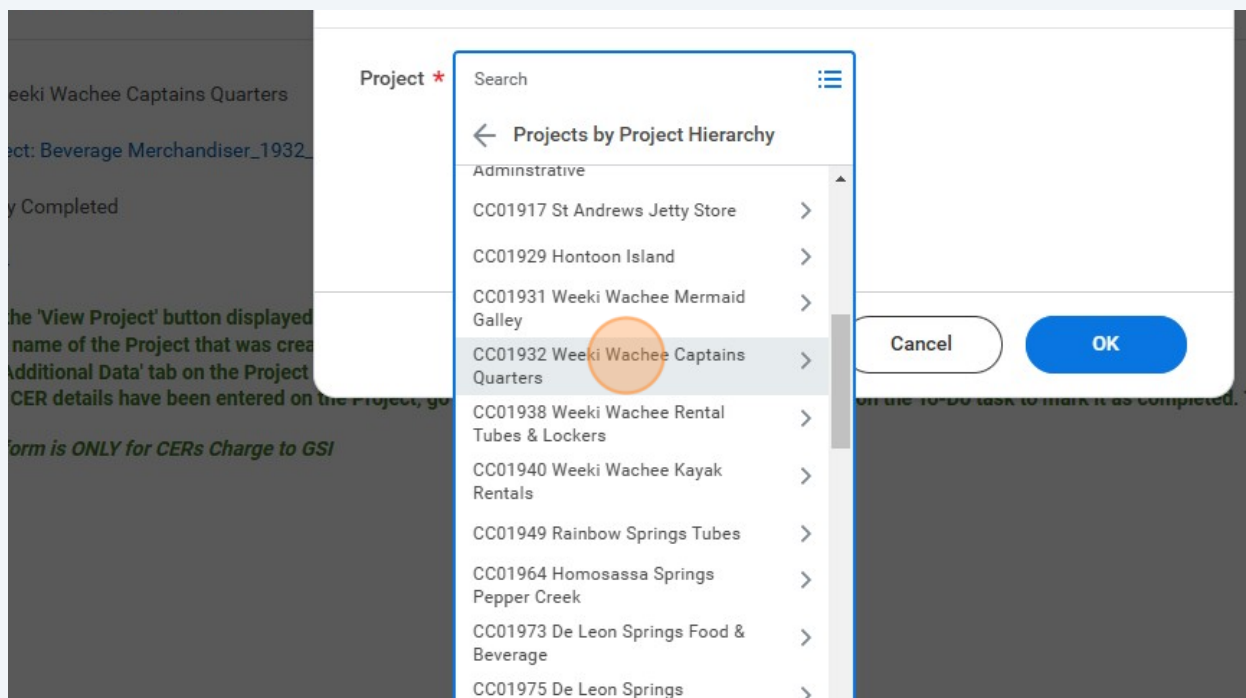 Project *
Search
Projects by Project Hierarchy
Adminstrative
CC01917 St Andrews Jetty Store
CC01929 Hontoon Island
CC01931 Weeki Wachee Mermaid
Galley
CC01932 Weeki Wachee Captains
Quarters
CC01938 Weeki Wachee Rental
Tubes & Lockers
CC01940 Weeki Wachee Kayak
Rentals
CC01949 Rainbow Springs Tubes
CC01964 Homosassa Springs
Pepper Creek
CC01973 De Leon Springs Food &
Beverage
CC01975 De Leon Springs
Cancel
OK
eeki Wachee Captains Quarters
ect: Beverage Merchandiser_1932_
y Completed
the 'View Project' button displayed
name of the Project that was crea
Additional Data' tab on the Project
CER details have been entered on the Project, go on the To-Do task to mark it as completed.
form is ONLY for CERs Charge to GSI